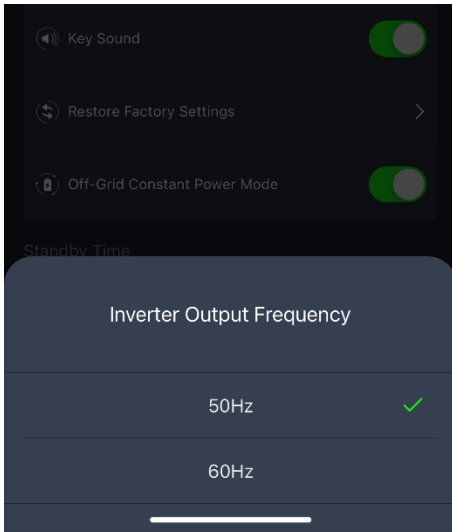 Key Sound
Restore Factory Settings
Off-Grid Constant Power Mode
Standby Time
Inverter Output Frequency
50Hz
60Hz